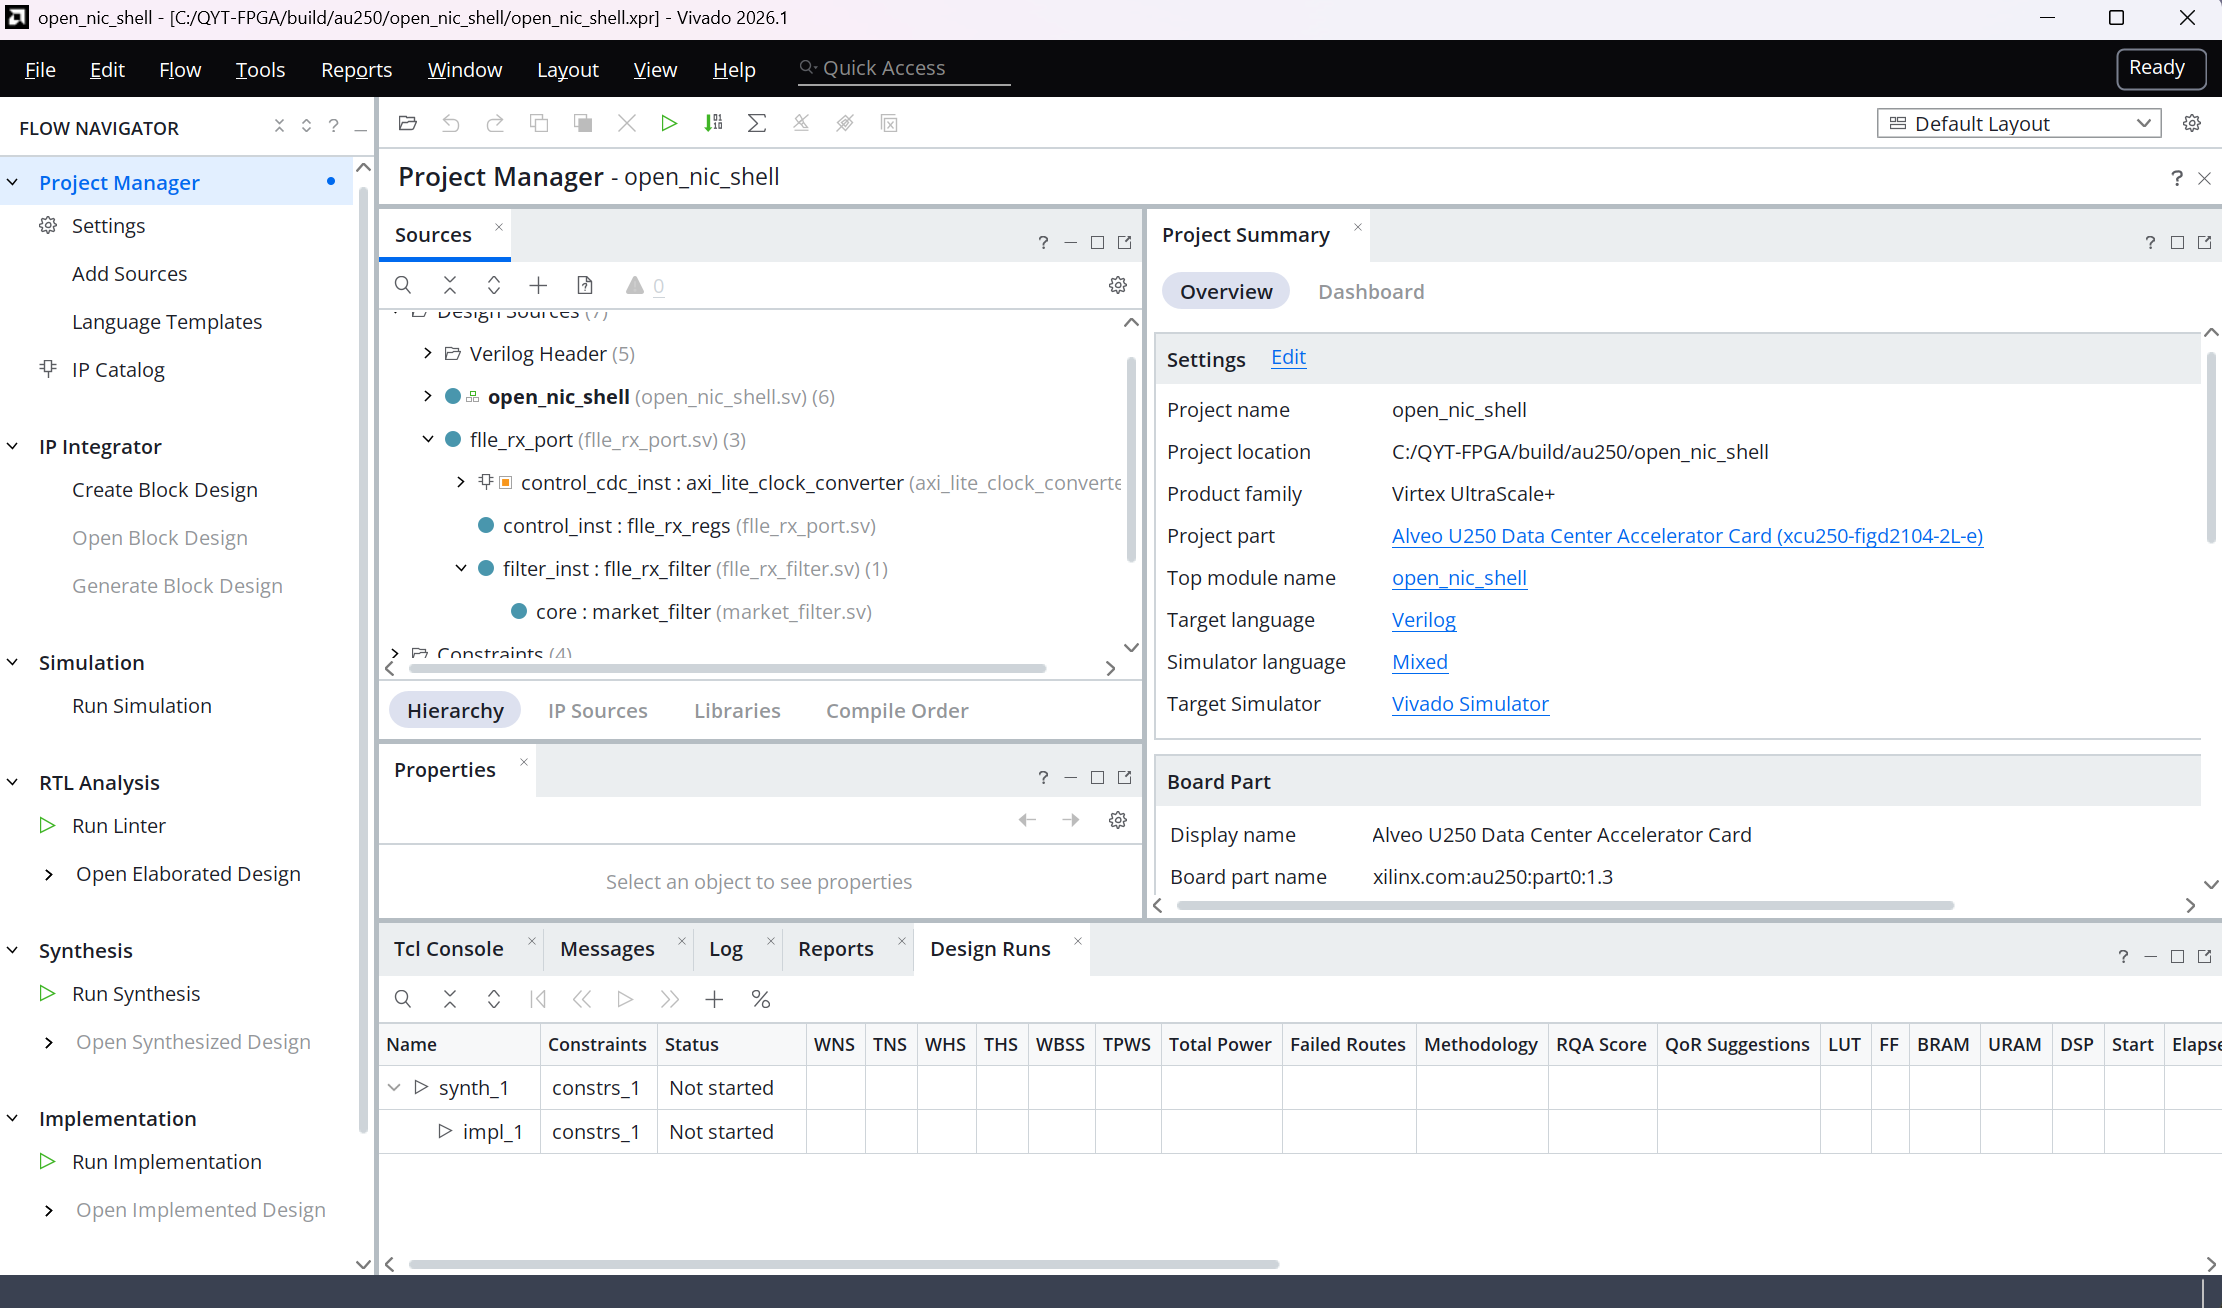 open_nic_shell - [C:/QYT-FPGA/build/au250/open_nic_shell/open_nic_shell.xpr] - Vivado 2026.1
File Edit Flow Tools Reports Window Layout View Help Quick Access Ready
FLOW NAVIGATOR
Default Layout
Project Manager
Settings
Add Sources
Language Templates
IP Catalog
IP Integrator
Create Block Design
Open Block Design
Generate Block Design
Simulation
Run Simulation
RTL Analysis
Run Linter
Open Elaborated Design
Synthesis
Run Synthesis
Open Synthesized Design
Implementation
Run Implementation
Open Implemented Design
Project Manager - open_nic_shell
Sources
0
Design Sources (7)
Verilog Header (5)
open_nic_shell (open_nic_shell.sv) (6)
flle_rx_port (flle_rx_port.sv) (3)
control_cdc_inst : axi_lite_clock_converter (axi_lite_clock_converte
control_inst : flle_rx_regs (flle_rx_port.sv)
filter_inst : flle_rx_filter (flle_rx_filter.sv) (1)
core : market_filter (market_filter.sv)
Constraints (4)
Hierarchy IP Sources Libraries Compile Order
Properties
Select an object to see properties
Project Summary
Overview Dashboard
Settings Edit
Project name open_nic_shell
Project location C:/QYT-FPGA/build/au250/open_nic_shell
Product family Virtex UltraScale+
Project part Alveo U250 Data Center Accelerator Card (xcu250-figd2104-2L-e)
Top module name open_nic_shell
Target language Verilog
Simulator language Mixed
Target Simulator Vivado Simulator
Board Part
Display name Alveo U250 Data Center Accelerator Card
Board part name xilinx.com:au250:part0:1.3
Tcl Console Messages Log Reports Design Runs
Name Constraints Status WNS TNS WHS THS WBSS TPWS Total Power Failed Routes Methodology RQA Score QoR Suggestions LUT FF BRAM URAM DSP Start Elapse
synth_1 constrs_1 Not started
impl_1 constrs_1 Not started